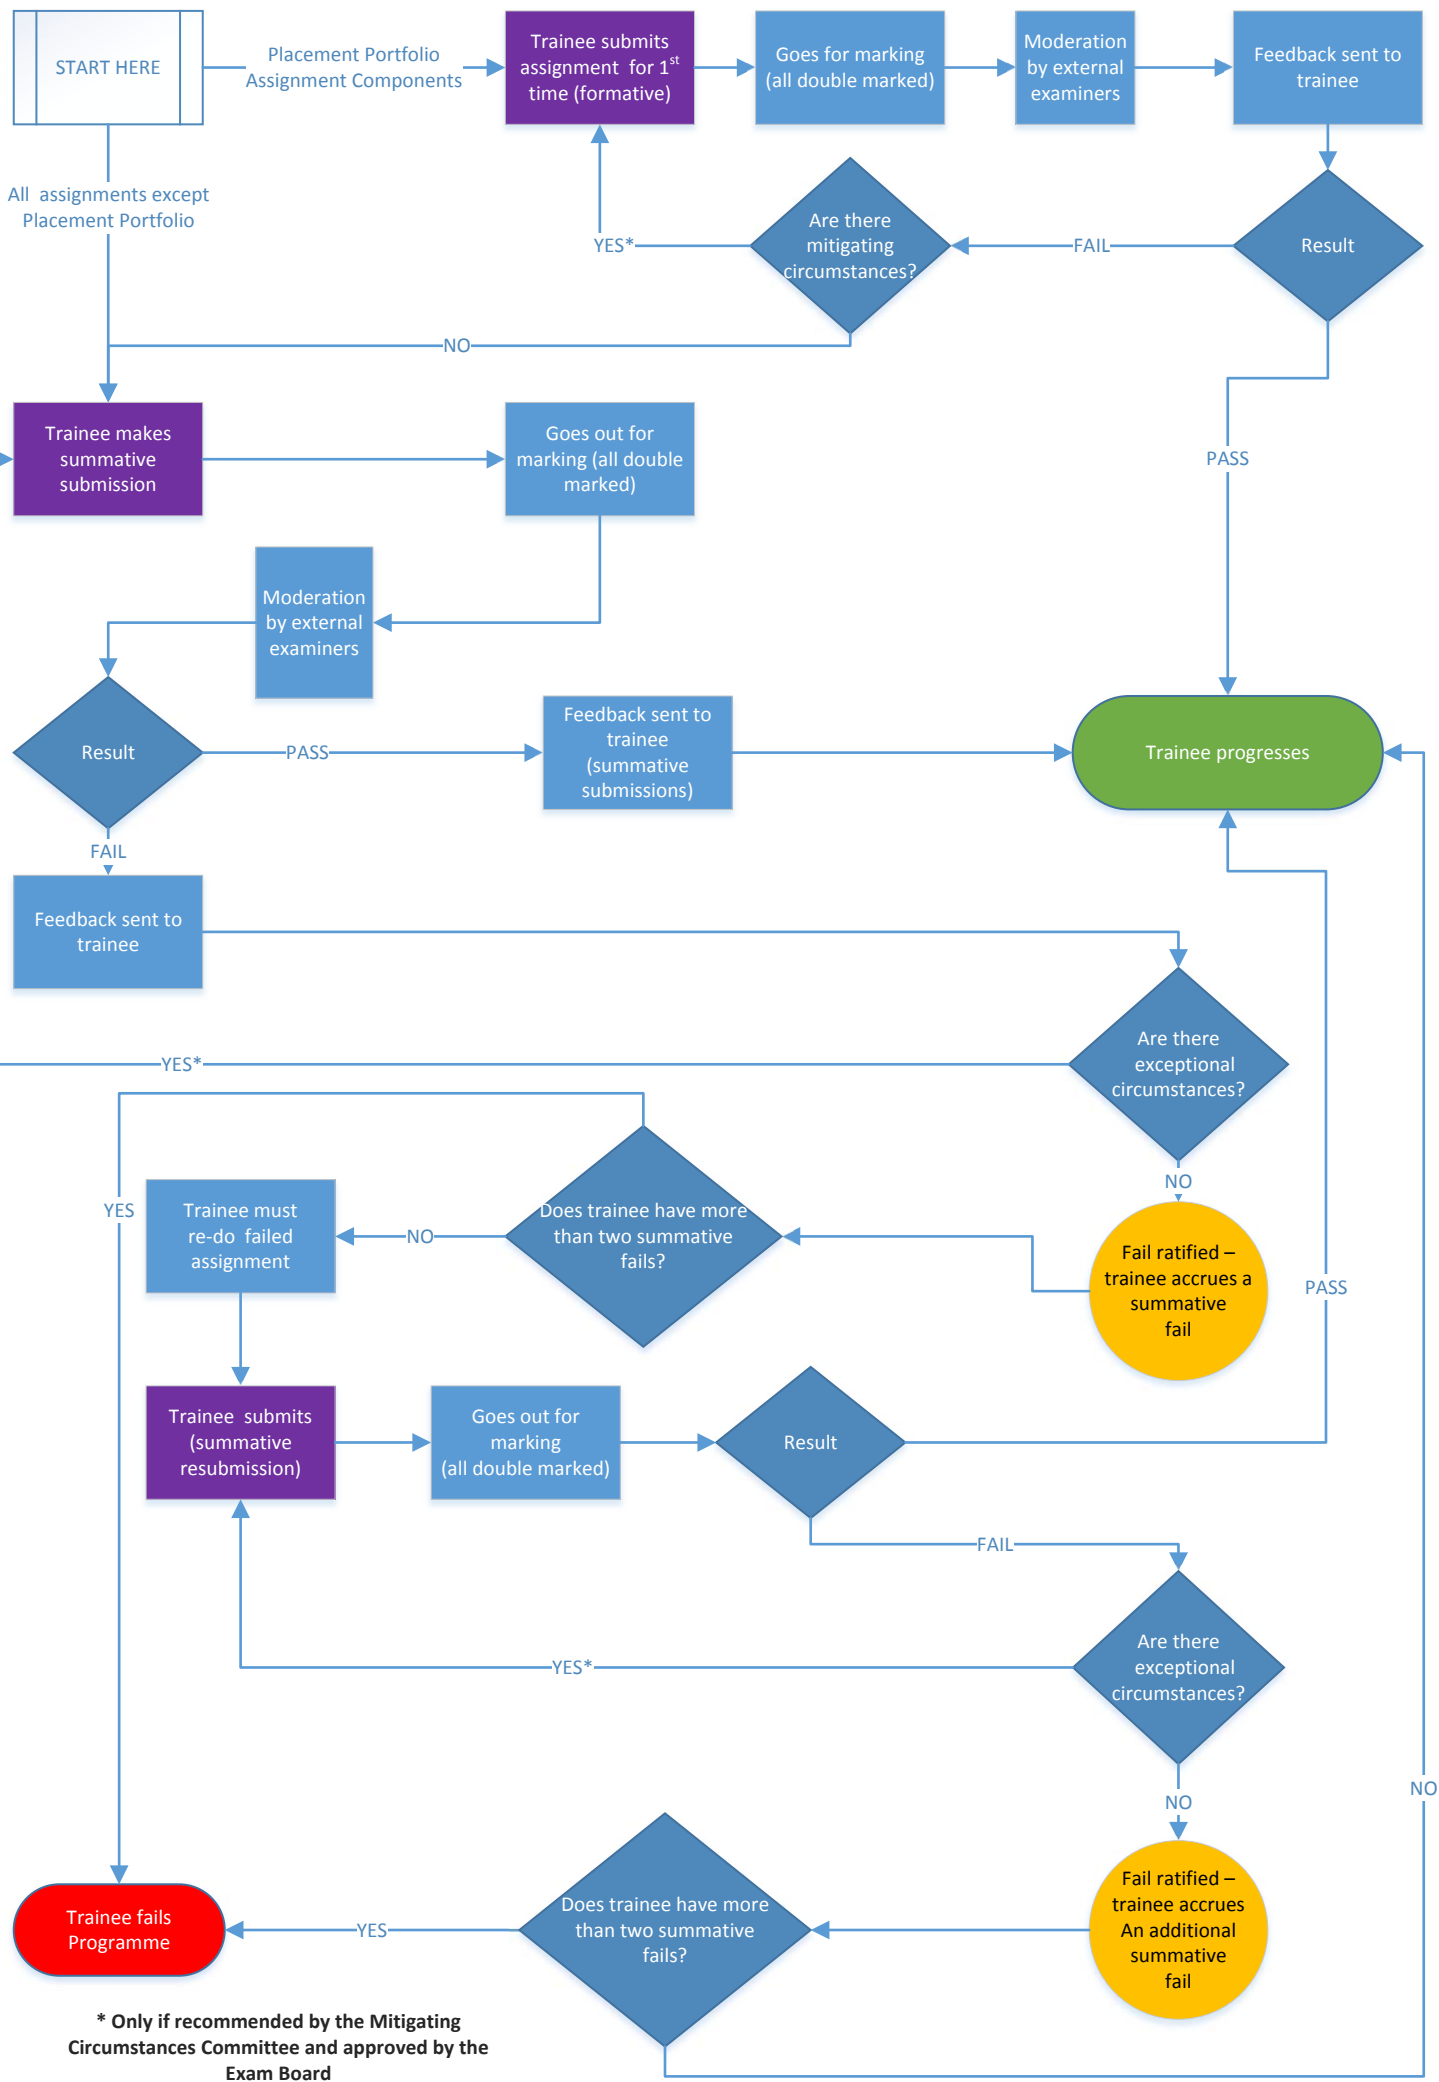 START HERE
Placement Portfolio
Assignment Components
Trainee submits
assignment for 1st
time (formative)
Goes for marking
(all double marked)
Moderation
by external
examiners
Feedback sent to
trainee
All assignments except
Placement Portfolio
YES*
Are there
mitigating
circumstances?
FAIL
Result
NO
PASS
Trainee makes
summative
submission
Goes out for
marking (all double
marked)
Moderation
by external
examiners
Result
PASS
Feedback sent to
trainee
(summative
submissions)
Trainee progresses
FAIL
Feedback sent to
trainee
Are there
exceptional
circumstances?
YES*
NO
YES
Trainee must
re-do failed
assignment
NO
Does trainee have more
than two summative
fails?
Fail ratified –
trainee accrues a
summative
fail
PASS
Trainee submits
(summative
resubmission)
Goes out for
marking
(all double marked)
Result
FAIL
Are there
exceptional
circumstances?
YES*
NO
NO
Trainee fails
Programme
YES
Does trainee have more
than two summative
fails?
Fail ratified –
trainee accrues
An additional
summative
fail
* Only if recommended by the Mitigating
Circumstances Committee and approved by the
Exam Board